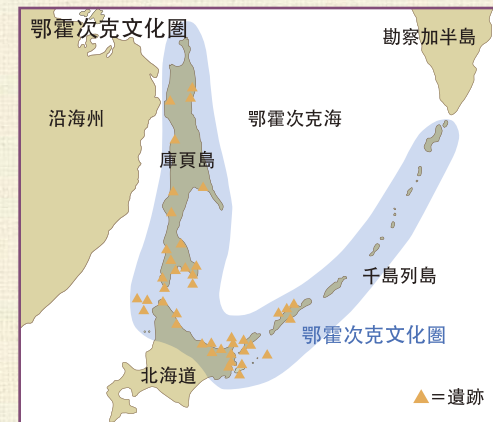 鄂霍次克文化圈
勘察加半島
沿海州
鄂霍次克海
庫頁島
千島列島
鄂霍次克文化圈
北海道
▲=遺跡